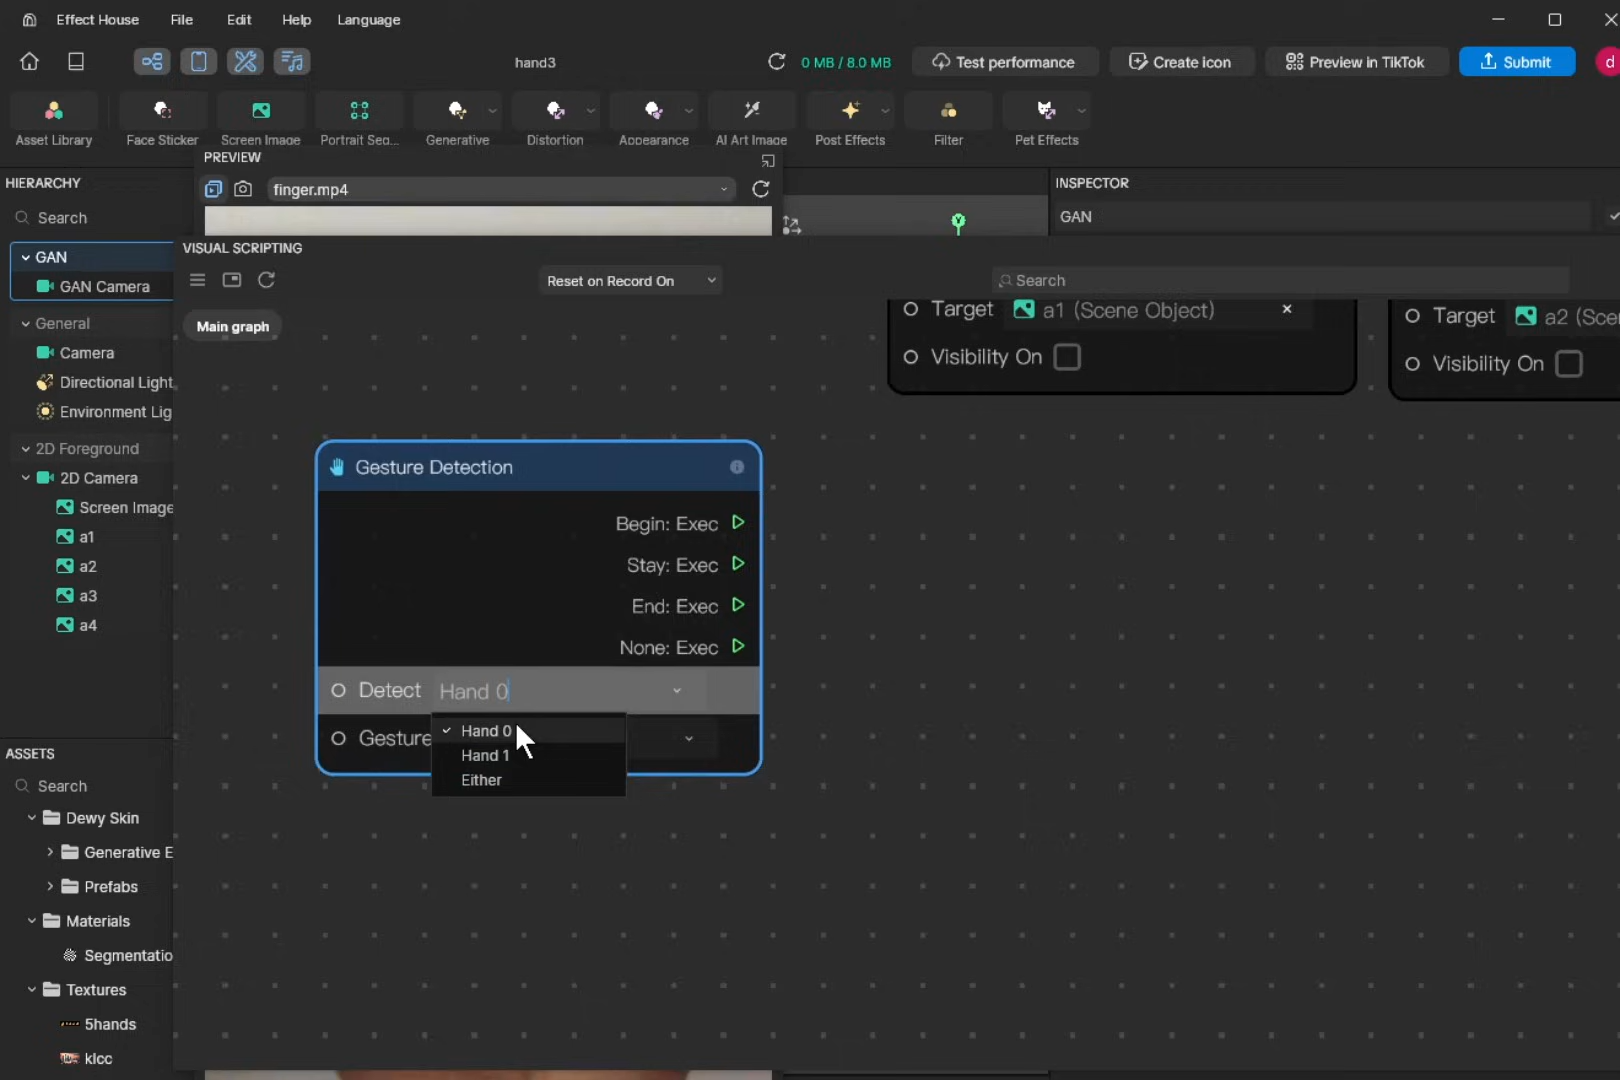 Effect House File Edit Help Language
hand3
0 MB / 8.0 MB
Test performance
Create icon
Preview in TikTok
Submit
d
Asset Library
Face Sticker
Screen Image
Portrait Seg...
Generative
Distortion
Appearance
AI Art Image
Post Effects
Filter
Pet Effects
PREVIEW
finger.mp4
HIERARCHY
Search
GAN
GAN Camera
General
Camera
Directional Light
Environment Lig
2D Foreground
2D Camera
Screen Image
a1
a2
a3
a4
INSPECTOR
GAN
Y
VISUAL SCRIPTING
Reset on Record On
Search
Main graph
Target a1 (Scene Object)
Visibility On
Target a2 (Scen
Visibility On
Gesture Detection
Begin: Exec
Stay: Exec
End: Exec
None: Exec
Detect Hand 0
Gesture
Hand 0
Hand 1
Either
ASSETS
Search
Dewy Skin
Generative E
Prefabs
Materials
Segmentatio
Textures
5hands
klcc